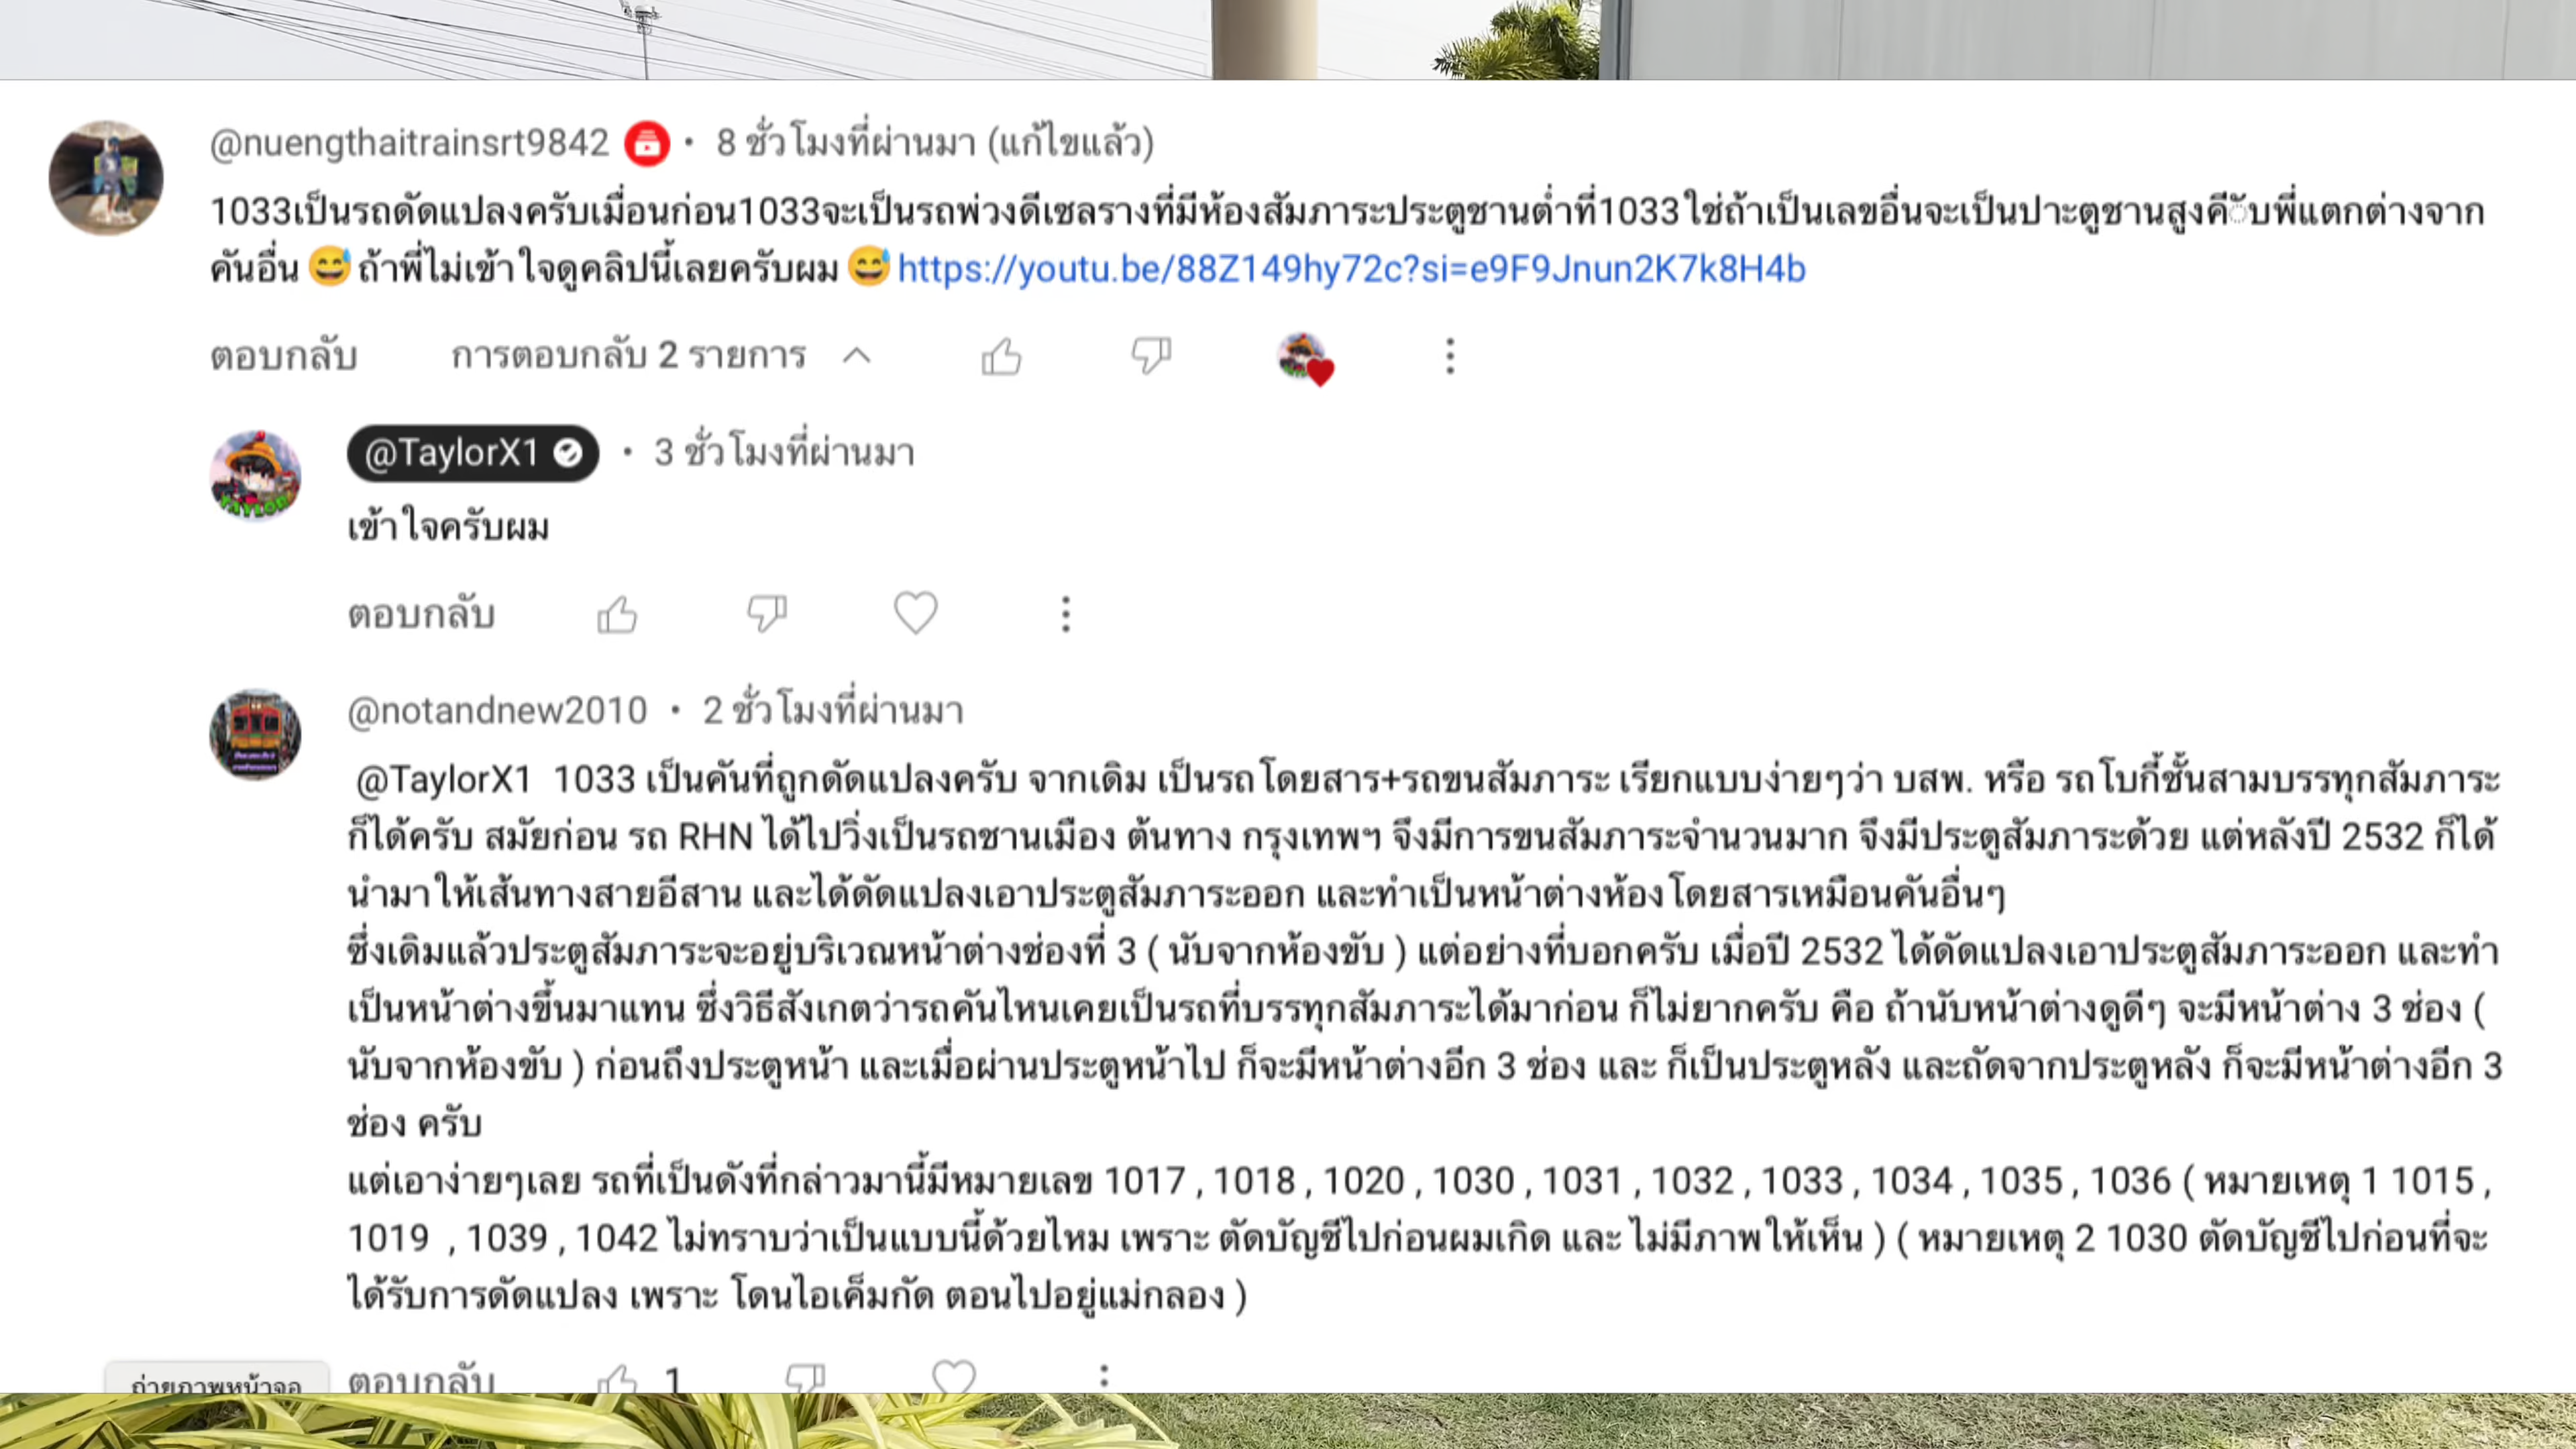 @nuengthaitrainsrt9842 • 8 ชั่วโมงที่ผ่านมา (แก้ไขแล้ว)
1033เป็นรถดัดแปลงครับเมื่อนก่อน1033จะเป็นรถพ่วงดีเซลรางที่มีห้องสัมภาระประตูชานต่ำที่1033ใช่ถ้าเป็นเลขอื่นจะเป็นปาะตูชานสูงคีัับพี่แตกต่างจาก
คันอื่น 😅 ถ้าพี่ไม่เข้าใจดูคลิปนี้เลยครับผม 😅 https://youtu.be/88Z149hy72c?si=e9F9Jnun2K7k8H4b
ตอบกลับ การตอบกลับ 2 รายการ
@TaylorX1 • 3 ชั่วโมงที่ผ่านมา
เข้าใจครับผม
ตอบกลับ
@notandnew2010 • 2 ชั่วโมงที่ผ่านมา
@TaylorX1 1033 เป็นคันที่ถูกดัดแปลงครับ จากเดิม เป็นรถโดยสาร+รถขนสัมภาระ เรียกแบบง่ายๆว่า บสพ. หรือ รถโบกี้ชั้นสามบรรทุกสัมภาระ
ก็ได้ครับ สมัยก่อน รถ RHN ได้ไปวิ่งเป็นรถชานเมือง ต้นทาง กรุงเทพฯ จึงมีการขนสัมภาระจำนวนมาก จึงมีประตูสัมภาระด้วย แต่หลังปี 2532 ก็ได้
นำมาให้เส้นทางสายอีสาน และได้ดัดแปลงเอาประตูสัมภาระออก และทำเป็นหน้าต่างห้องโดยสารเหมือนคันอื่นๆ
ซึ่งเดิมแล้วประตูสัมภาระจะอยู่บริเวณหน้าต่างช่องที่ 3 ( นับจากห้องขับ ) แต่อย่างที่บอกครับ เมื่อปี 2532 ได้ดัดแปลงเอาประตูสัมภาระออก และทำ
เป็นหน้าต่างขึ้นมาแทน ซึ่งวิธีสังเกตว่ารถคันไหนเคยเป็นรถที่บรรทุกสัมภาระได้มาก่อน ก็ไม่ยากครับ คือ ถ้านับหน้าต่างดูดีๆ จะมีหน้าต่าง 3 ช่อง (
นับจากห้องขับ ) ก่อนถึงประตูหน้า และเมื่อผ่านประตูหน้าไป ก็จะมีหน้าต่างอีก 3 ช่อง และ ก็เป็นประตูหลัง และถัดจากประตูหลัง ก็จะมีหน้าต่างอีก 3
ช่อง ครับ
แต่เอาง่ายๆเลย รถที่เป็นดังที่กล่าวมานี้มีหมายเลข 1017 , 1018 , 1020 , 1030 , 1031 , 1032 , 1033 , 1034 , 1035 , 1036 ( หมายเหตุ 1 1015 ,
1019 , 1039 , 1042 ไม่ทราบว่าเป็นแบบนี้ด้วยไหม เพราะ ตัดบัญชีไปก่อนผมเกิด และ ไม่มีภาพให้เห็น ) ( หมายเหตุ 2 1030 ตัดบัญชีไปก่อนที่จะ
ได้รับการดัดแปลง เพราะ โดนไอเค็มกัด ตอนไปอยู่แม่กลอง )
ถ่ายภาพหน้าจอ ตอบกลับ 1